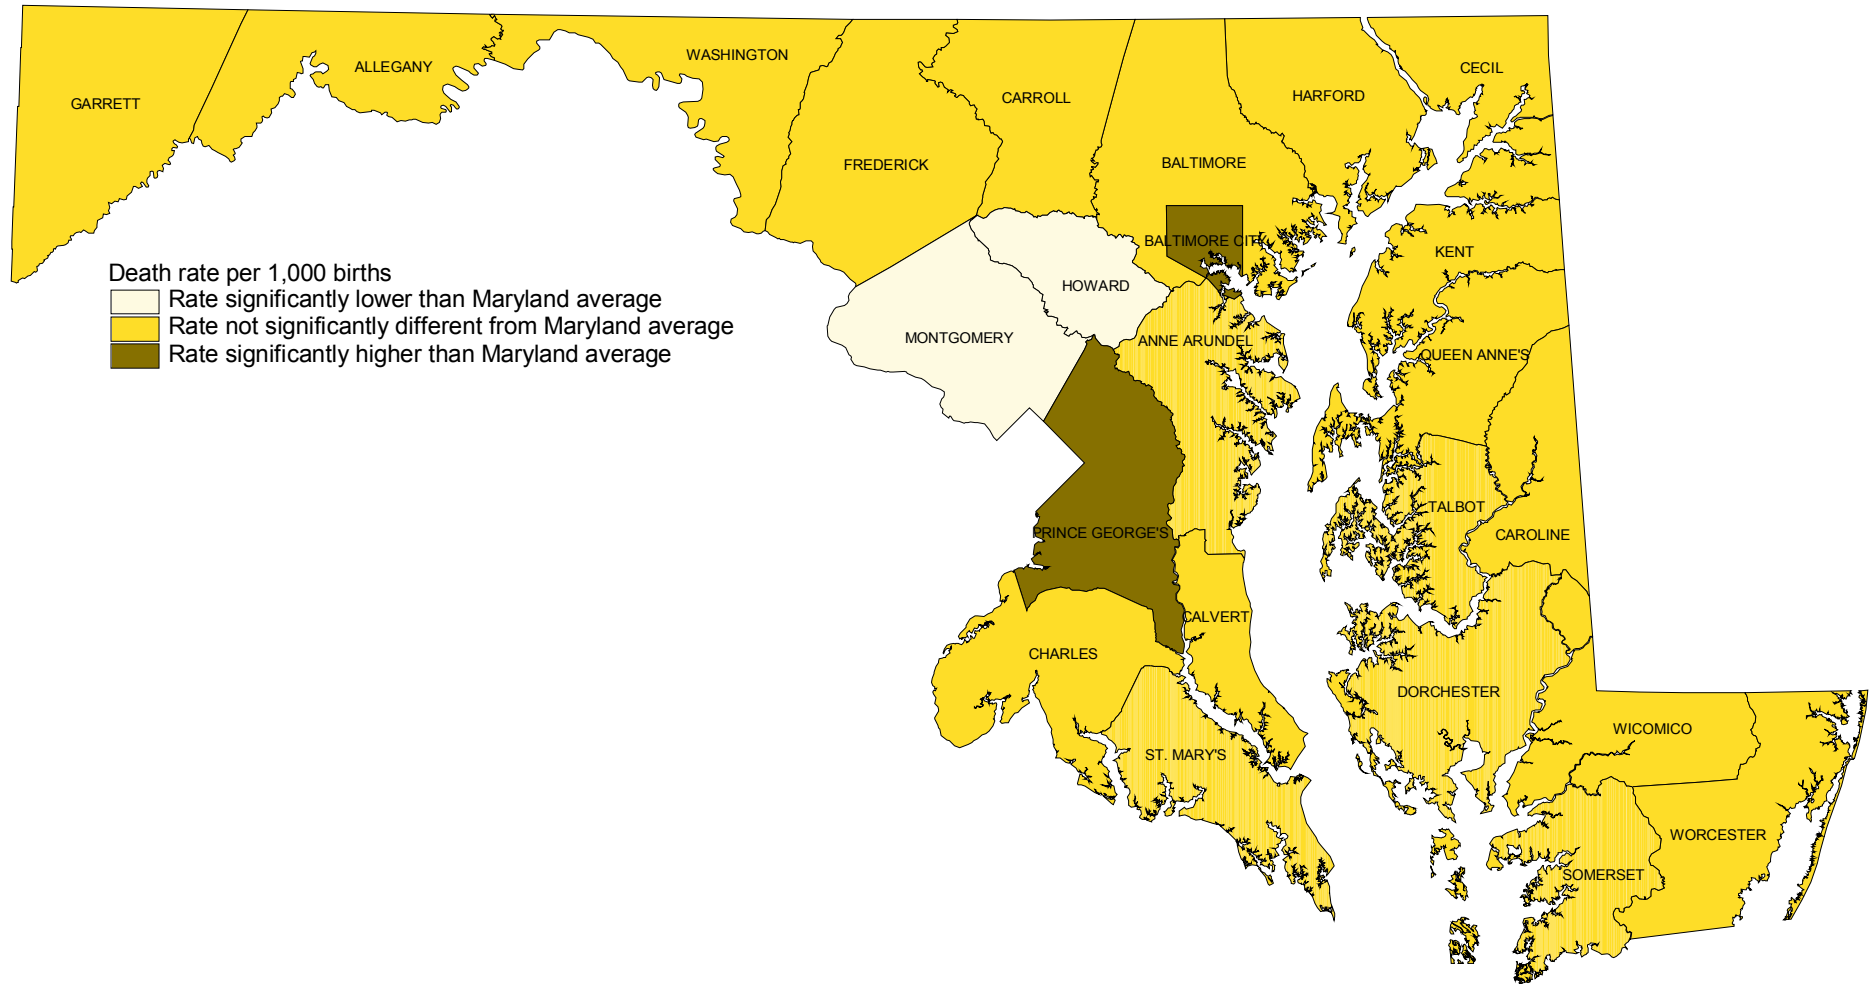 WASHINGTON
ALLEGANY
CECIL
GARRETT
CARROLL
HARFORD
FREDERICK
BALTIMORE
BALTIMORE CITY
KENT
Death rate per 1,000 births
Rate significantly lower than Maryland average
Rate not significantly different from Maryland average
Rate significantly higher than Maryland average
HOWARD
MONTGOMERY
ANNE ARUNDEL
QUEEN ANNE'S
TALBOT
PRINCE GEORGE'S
CAROLINE
CALVERT
CHARLES
DORCHESTER
WICOMICO
ST. MARY'S
WORCESTER
SOMERSET